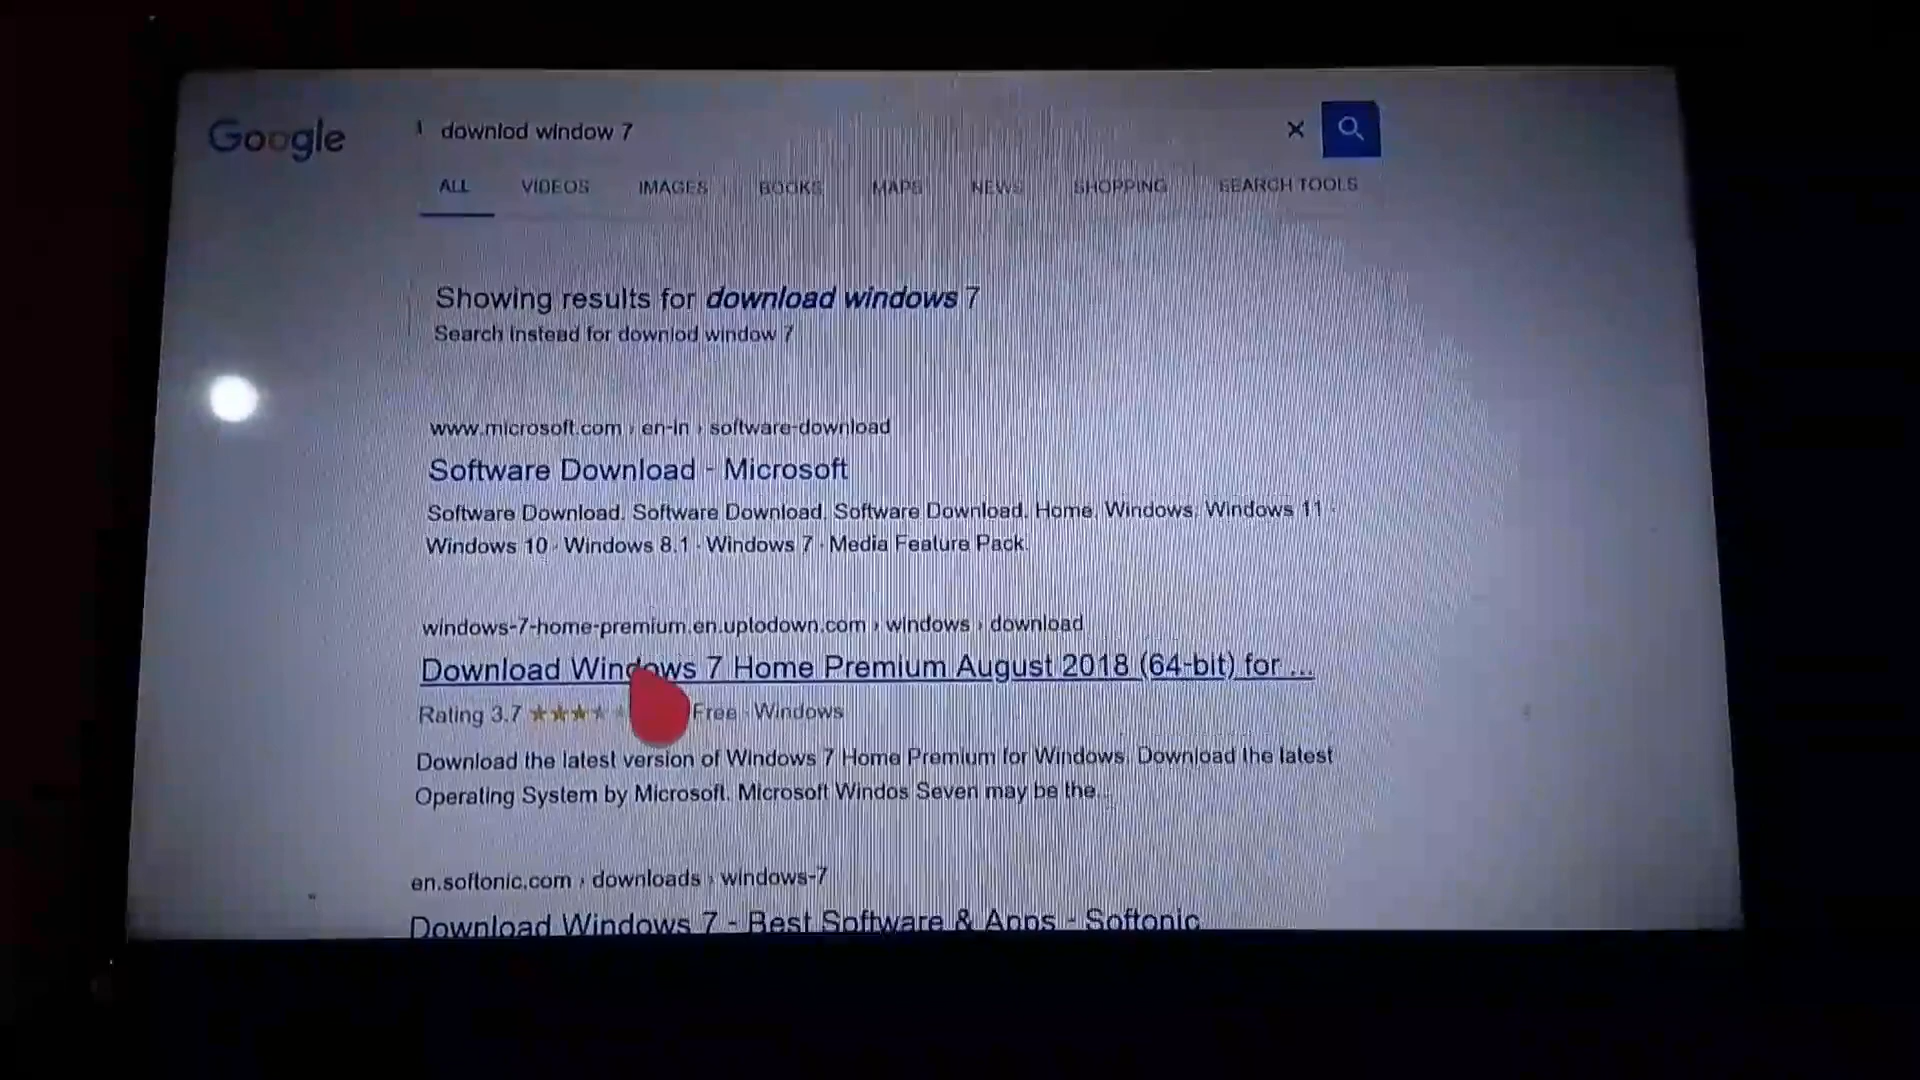 Google
downlod window 7
ALL VIDEOS IMAGES BOOKS MAPS NEWS SHOPPING SEARCH TOOLS
Showing results for download windows 7
Search instead for downlod window 7
www.microsoft.com › en-in › software-download
Software Download - Microsoft
Software Download. Software Download. Software Download. Home. Windows. Windows 11 ·
Windows 10 · Windows 8.1 · Windows 7 · Media Feature Pack.
windows-7-home-premium.en.uptodown.com › windows › download
Download Windows 7 Home Premium August 2018 (64-bit) for ...
Rating 3.7 Free · Windows
Download the latest version of Windows 7 Home Premium for Windows. Download the latest
Operating System by Microsoft. Microsoft Windos Seven may be the...
en.softonic.com › downloads › windows-7
Download Windows 7 - Best Software & Apps - Softonic